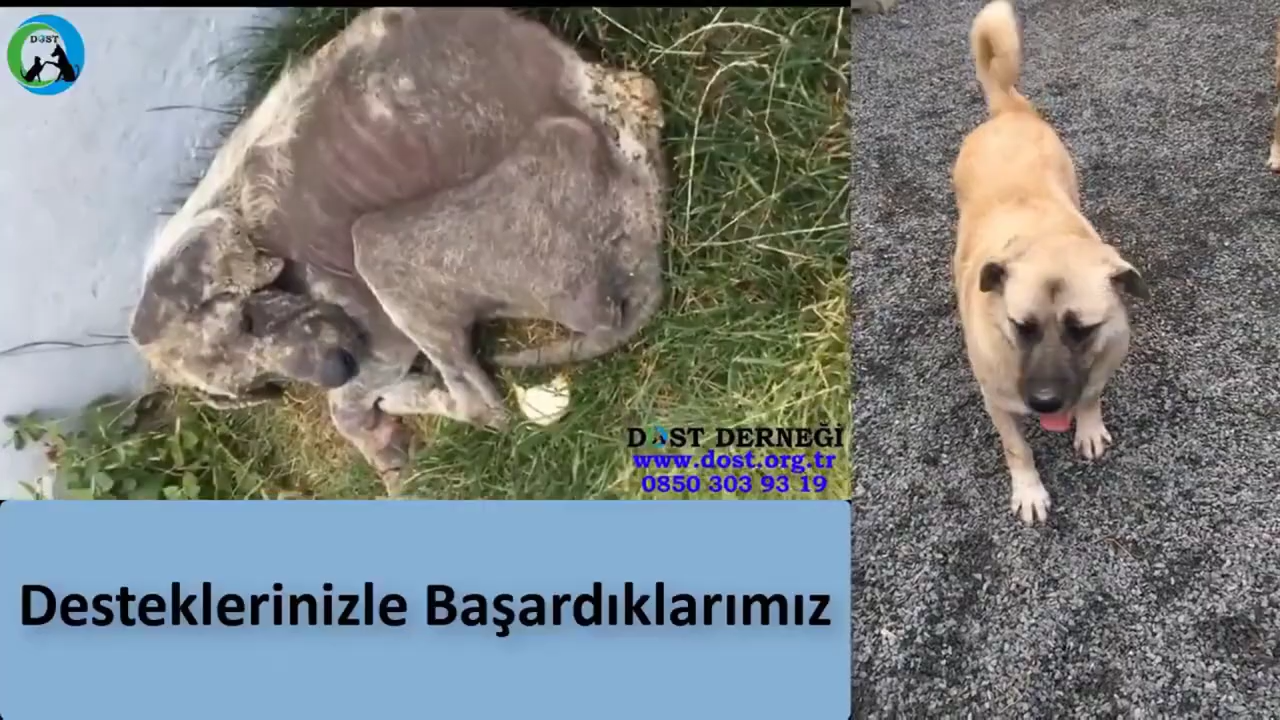 DOST
DOST DERNEĞİ
www.dost.org.tr
0850 303 93 19
Desteklerinizle Başardıklarımız